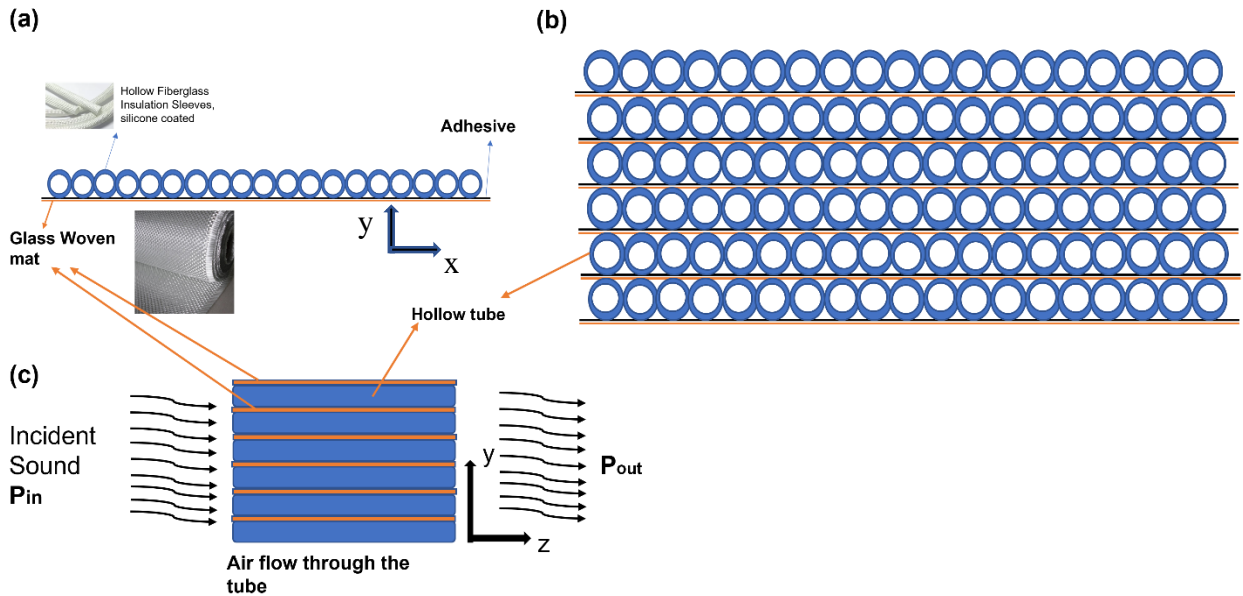 (a)
Hollow Fiberglass
Insulation Sleeves,
silicone coated
Adhesive
Glass Woven
mat
y
x
(b)
Hollow tube
(c)
Incident
Sound
Pin
y
z
Pout
Air flow through the
tube